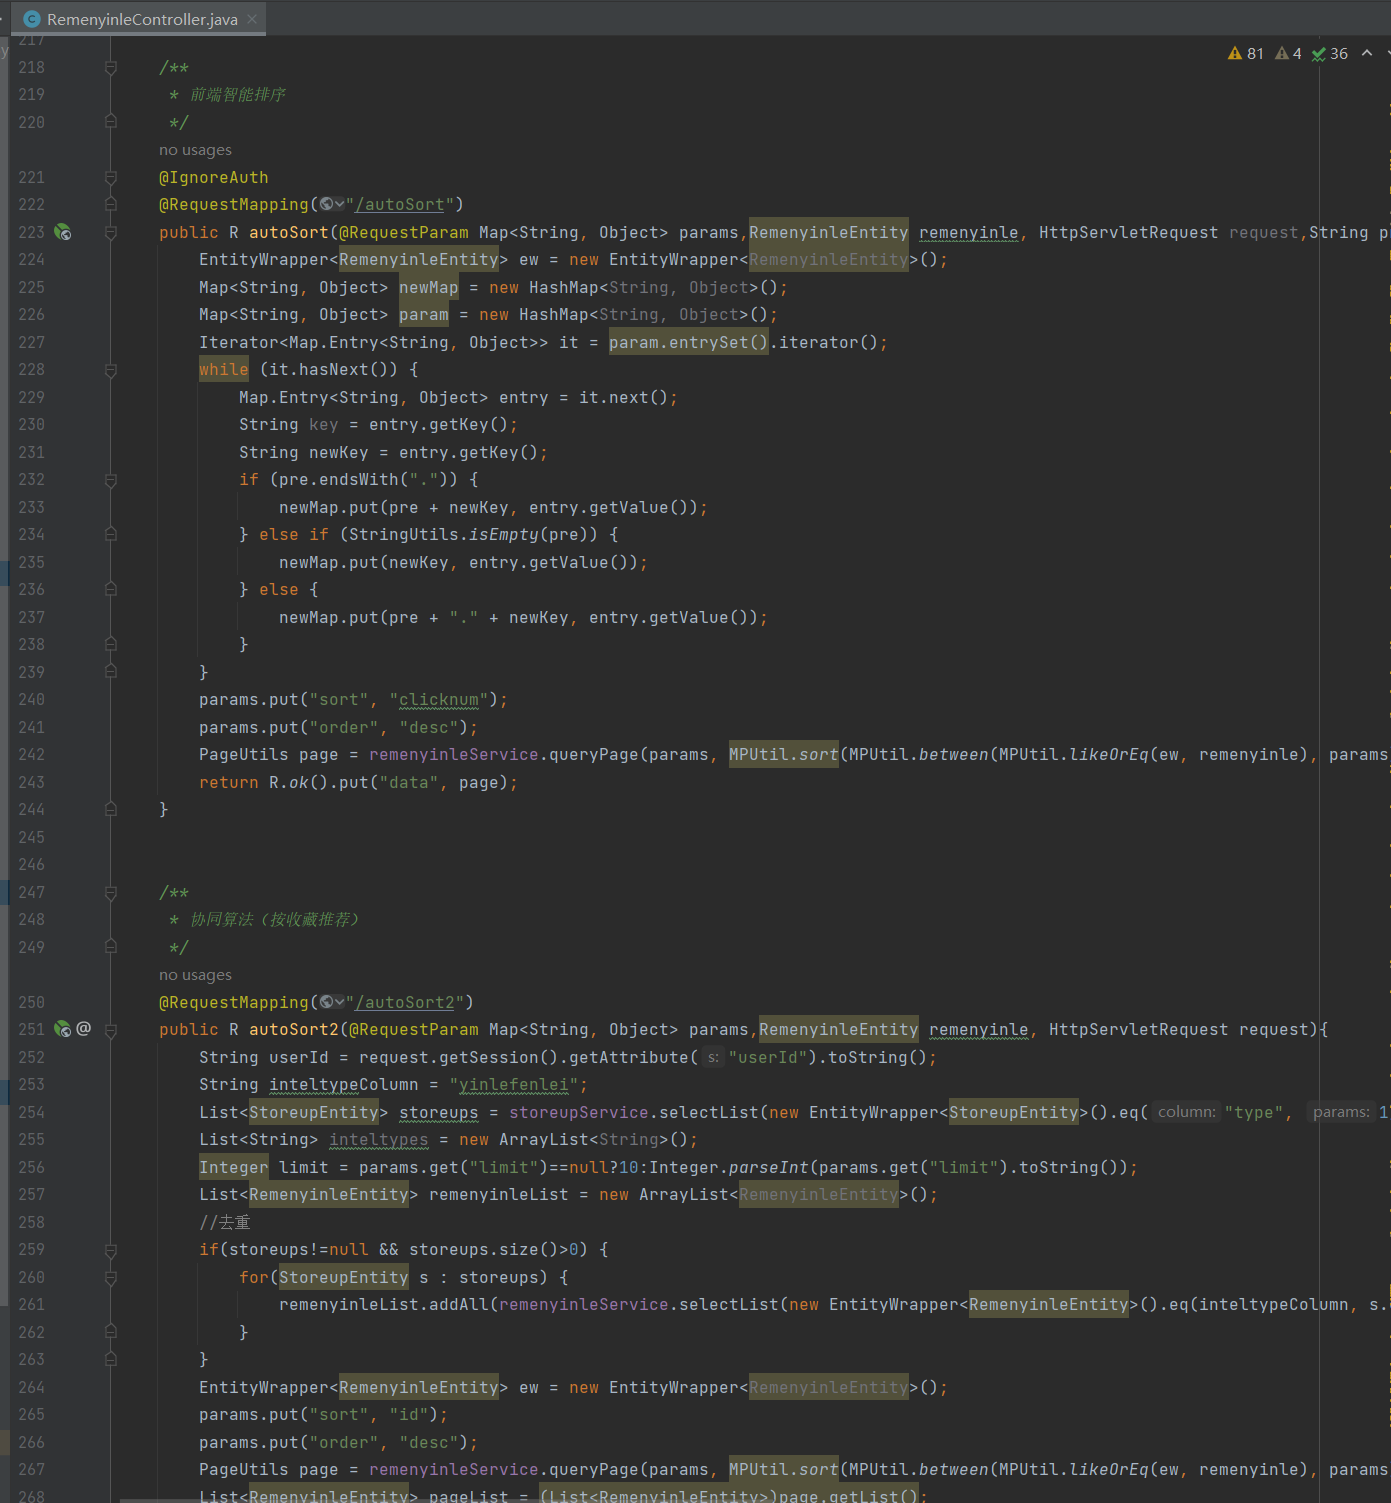 RemenyinleController.java
217
81 4 36
218 /**
219 * 前端智能排序
220 */
no usages
221 @IgnoreAuth
222 @RequestMapping("/autoSort")
223 public R autoSort(@RequestParam Map<String, Object> params,RemenyinleEntity remenyinle, HttpServletRequest request,String p
224 EntityWrapper<RemenyinleEntity> ew = new EntityWrapper<RemenyinleEntity>();
225 Map<String, Object> newMap = new HashMap<String, Object>();
226 Map<String, Object> param = new HashMap<String, Object>();
227 Iterator<Map.Entry<String, Object>> it = param.entrySet().iterator();
228 while (it.hasNext()) {
229 Map.Entry<String, Object> entry = it.next();
230 String key = entry.getKey();
231 String newKey = entry.getKey();
232 if (pre.endsWith(".")) {
233 newMap.put(pre + newKey, entry.getValue());
234 } else if (StringUtils.isEmpty(pre)) {
235 newMap.put(newKey, entry.getValue());
236 } else {
237 newMap.put(pre + "." + newKey, entry.getValue());
238 }
239 }
240 params.put("sort", "clicknum");
241 params.put("order", "desc");
242 PageUtils page = remenyinleService.queryPage(params, MPUtil.sort(MPUtil.between(MPUtil.likeOrEq(ew, remenyinle), params
243 return R.ok().put("data", page);
244 }
245
246
247 /**
248 * 协同算法（按收藏推荐）
249 */
no usages
250 @RequestMapping("/autoSort2")
251 @ public R autoSort2(@RequestParam Map<String, Object> params,RemenyinleEntity remenyinle, HttpServletRequest request){
252 String userId = request.getSession().getAttribute( s: "userId").toString();
253 String inteltypeColumn = "yinlefenlei";
254 List<StoreupEntity> storeups = storeupService.selectList(new EntityWrapper<StoreupEntity>().eq( column: "type", params: 1
255 List<String> inteltypes = new ArrayList<String>();
256 Integer limit = params.get("limit")==null?10:Integer.parseInt(params.get("limit").toString());
257 List<RemenyinleEntity> remenyinleList = new ArrayList<RemenyinleEntity>();
258 //去重
259 if(storeups!=null && storeups.size()>0) {
260 for(StoreupEntity s : storeups) {
261 remenyinleList.addAll(remenyinleService.selectList(new EntityWrapper<RemenyinleEntity>().eq(inteltypeColumn, s.
262 }
263 }
264 EntityWrapper<RemenyinleEntity> ew = new EntityWrapper<RemenyinleEntity>();
265 params.put("sort", "id");
266 params.put("order", "desc");
267 PageUtils page = remenyinleService.queryPage(params, MPUtil.sort(MPUtil.between(MPUtil.likeOrEq(ew, remenyinle), params
268 List<RemenyinleEntity> pageList = (List<RemenyinleEntity>)page.getList();